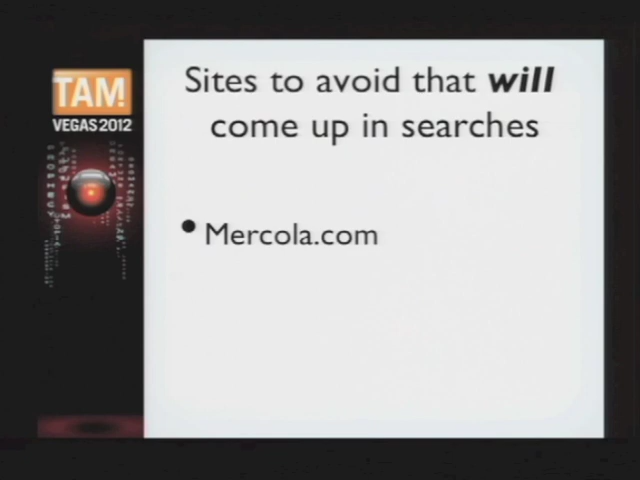 TAM!
VEGAS 2012
Sites to avoid that will
come up in searches
• Mercola.com